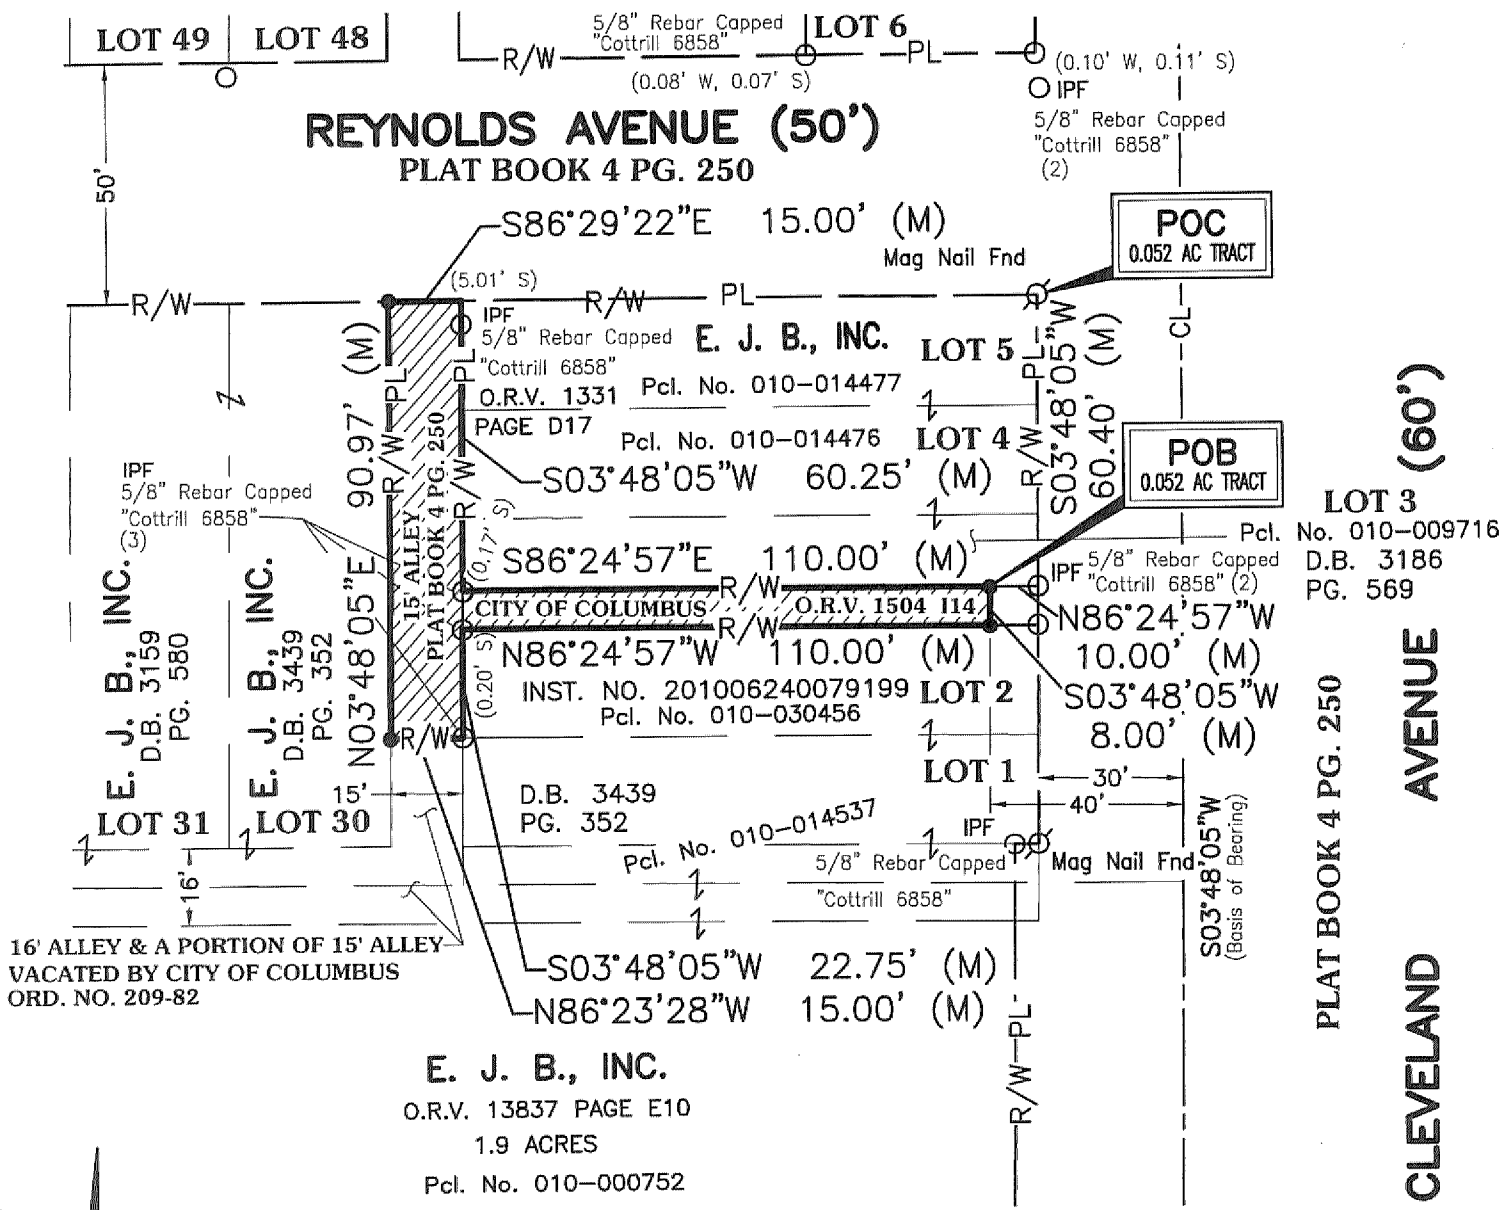 LOT 49
LOT 48
5/8" Rebar Capped
"Cottrill 6858"
LOT 6
R/W
PL
(0.08' W, 0.07' S)
(0.10' W, 0.11' S)
IPF
5/8" Rebar Capped
"Cottrill 6858"
(2)
REYNOLDS AVENUE (50')
PLAT BOOK 4 PG. 250
50'
S86°29'22"E 15.00' (M)
POC
0.052 AC TRACT
Mag Nail Fnd
(5.01' S)
R/W
R/W
PL
IPF
5/8" Rebar Capped
"Cottrill 6858"
E. J. B., INC.
LOT 5
O.R.V. 1331
PAGE D17
Pcl. No. 010-014477
Pcl. No. 010-014476
LOT 4
S03°48'05"W 60.25' (M)
PL
R/W
S03°48'05"W
60.40' (M)
CL
POB
0.052 AC TRACT
LOT 3
Pcl. No. 010-009716
D.B. 3186
PG. 569
PL
R/W
90.97' (M)
N03°48'05"E
15' ALLEY
PLAT BOOK 4 PG. 250
PL
R/W
R/W
IPF
5/8" Rebar Capped
"Cottrill 6858"
(3)
(0.17' S)
S86°24'57"E 110.00' (M)
R/W
CITY OF COLUMBUS
O.R.V. 1504 I14
R/W
IPF
5/8" Rebar Capped
"Cottrill 6858" (2)
N86°24'57"W
10.00' (M)
S03°48'05"W
8.00' (M)
N86°24'57"W 110.00' (M)
(0.20' S)
INST. NO. 201006240079199
LOT 2
Pcl. No. 010-030456
E. J. B., INC.
D.B. 3159
PG. 580
E. J. B., INC.
D.B. 3439
PG. 352
R/W
LOT 1
30'
40'
15'
D.B. 3439
PG. 352
LOT 31
LOT 30
Pcl. No. 010-014537
IPF
5/8" Rebar Capped
"Cottrill 6858"
Mag Nail Fnd
S03°48'05"W
(Basis of Bearing)
16'
16' ALLEY & A PORTION OF 15' ALLEY
VACATED BY CITY OF COLUMBUS
ORD. NO. 209-82
S03°48'05"W 22.75' (M)
N86°23'28"W 15.00' (M)
PL
R/W
E. J. B., INC.
O.R.V. 13837 PAGE E10
1.9 ACRES
Pcl. No. 010-000752
PLAT BOOK 4 PG. 250
CLEVELAND AVENUE (60')